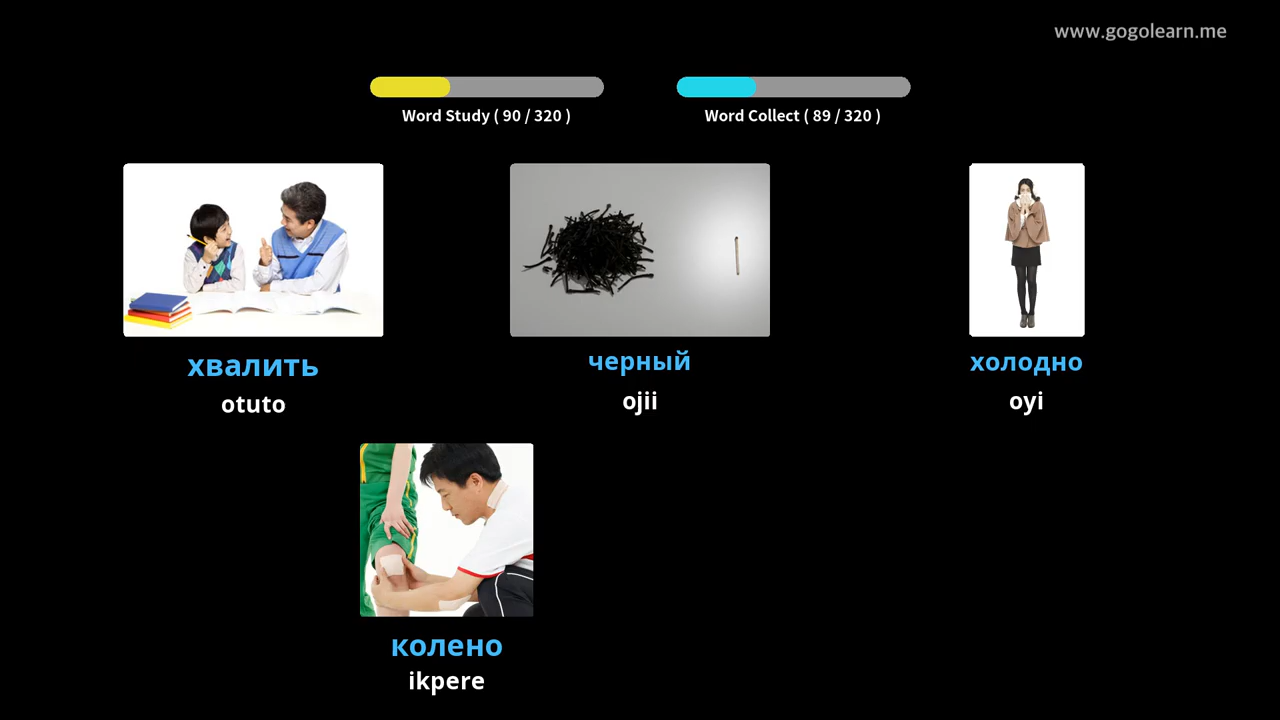 www.gogolearn.me
Word Study ( 90 / 320 )
Word Collect ( 89 / 320 )
хвалить
otuto
черный
ojii
холодно
oyi
колено
ikpere